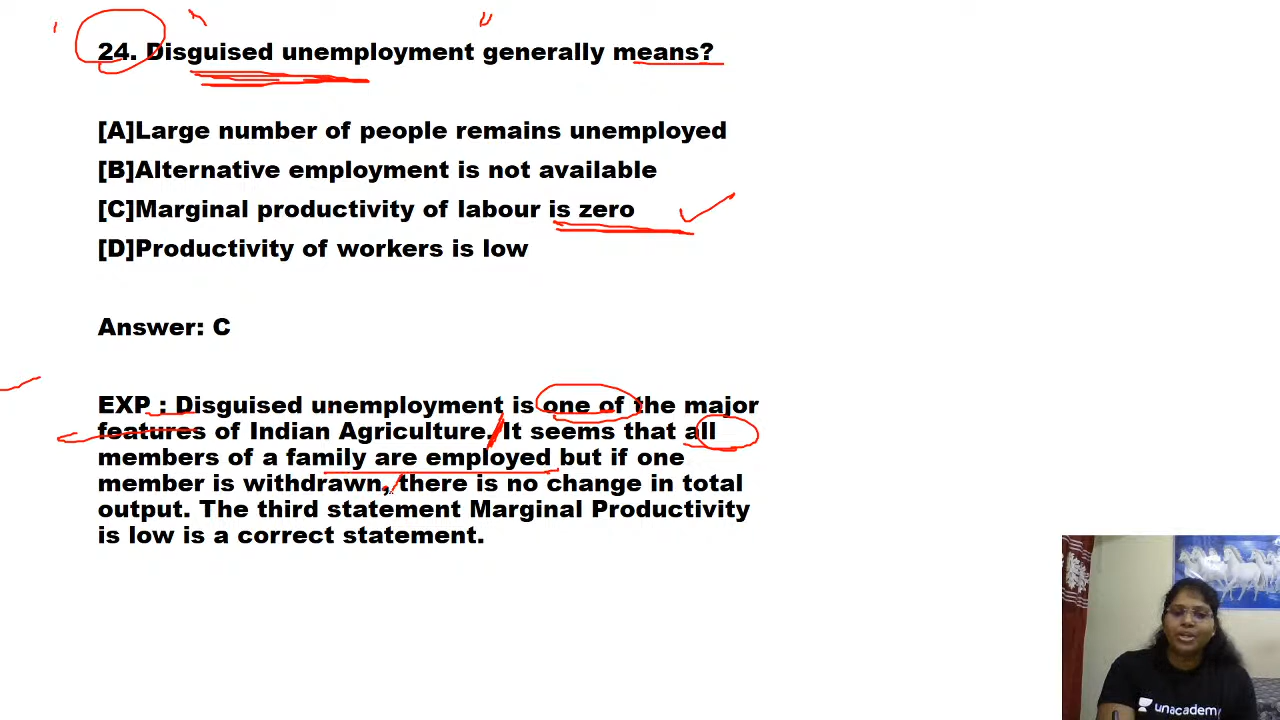 24. Disguised unemployment generally means?
[A]Large number of people remains unemployed
[B]Alternative employment is not available
[C]Marginal productivity of labour is zero
[D]Productivity of workers is low
Answer: C
EXP : Disguised unemployment is one of the major
features of Indian Agriculture. It seems that all
members of a family are employed but if one
member is withdrawn, there is no change in total
output. The third statement Marginal Productivity
is low is a correct statement.
unacademy